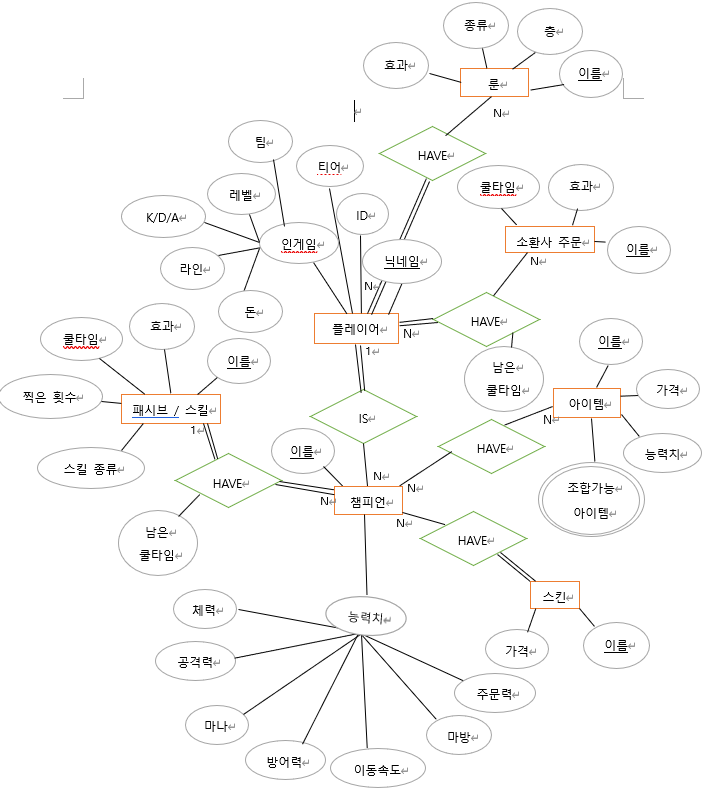 종류
층
효과
룬
이름
N
HAVE
팀
티어
쿨타임
효과
레벨
ID
K/D/A
인게임
소환사 주문
이름
라인
닉네임
N
N
돈
플레이어
N
HAVE
쿨타임
효과
1
이름
이름
남은
쿨타임
찍은 횟수
패시브 / 스킬
가격
아이템
1
IS
N
이름
HAVE
능력치
스킬 종류
N
HAVE
N
조합가능
아이템
챔피언
N
N
남은
쿨타임
HAVE
스킨
체력
능력치
이름
가격
공격력
주문력
마나
마방
방어력
이동속도